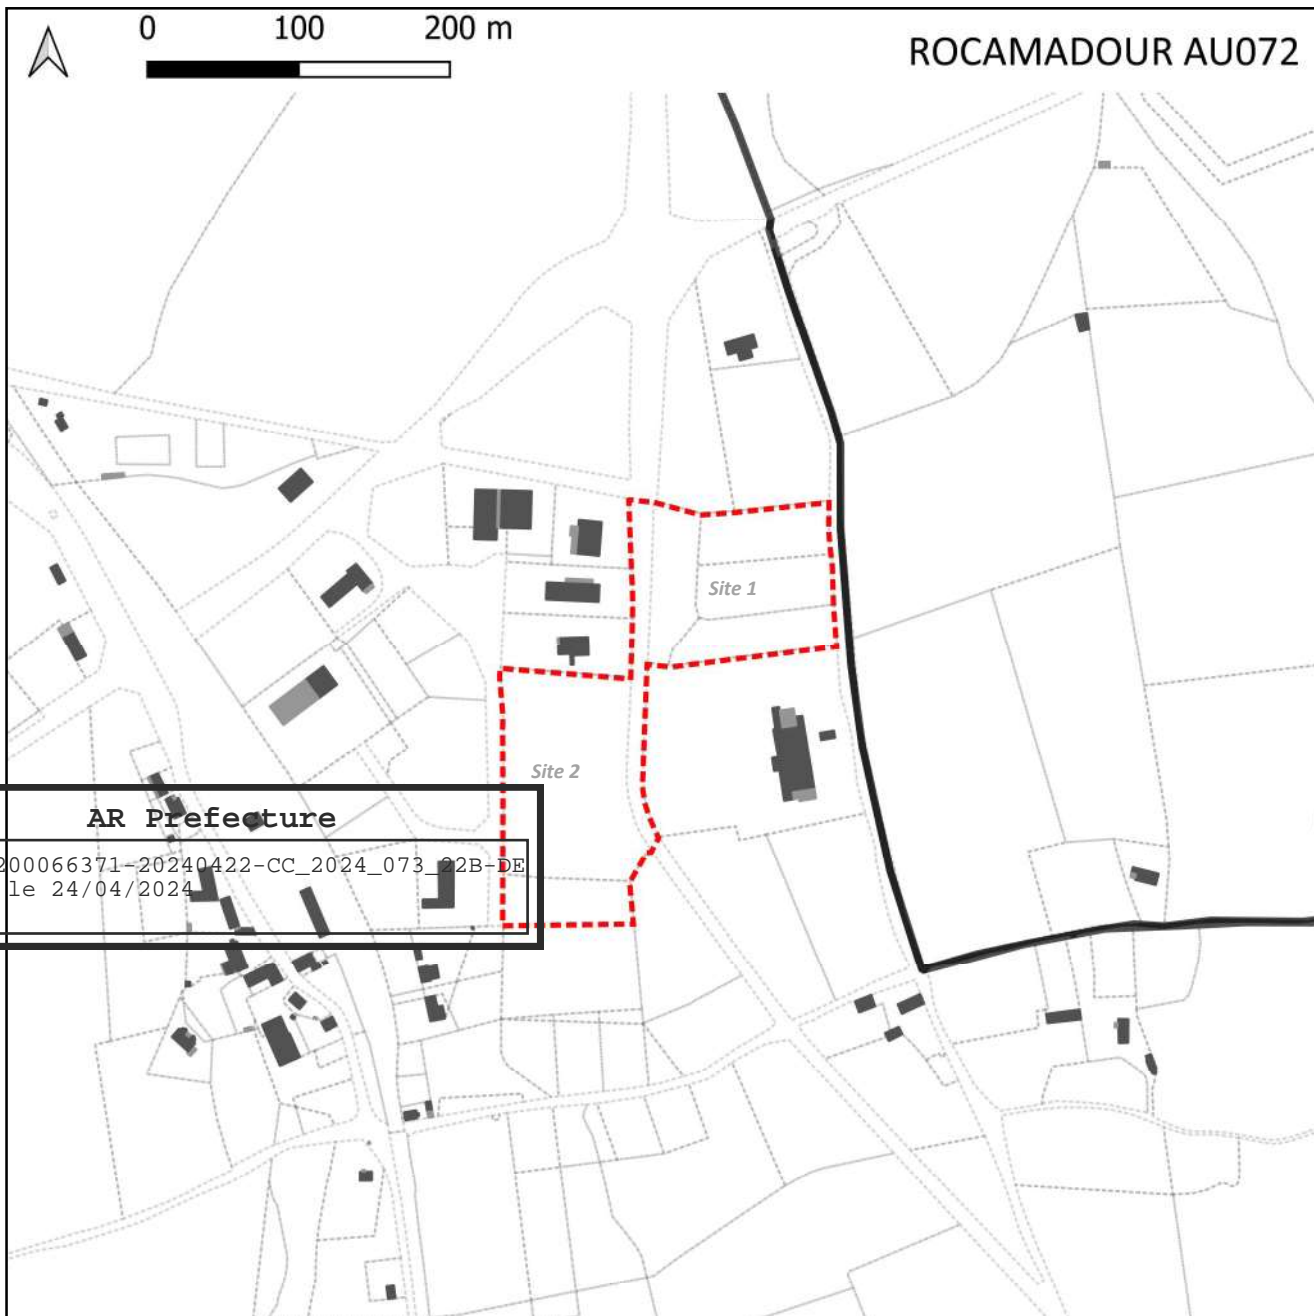 0 100 200 m
ROCAMADOUR AU072
Site 1
Site 2
AR Prefecture
200066371-20240422-CC_2024_073_22B-DE
le 24/04/2024